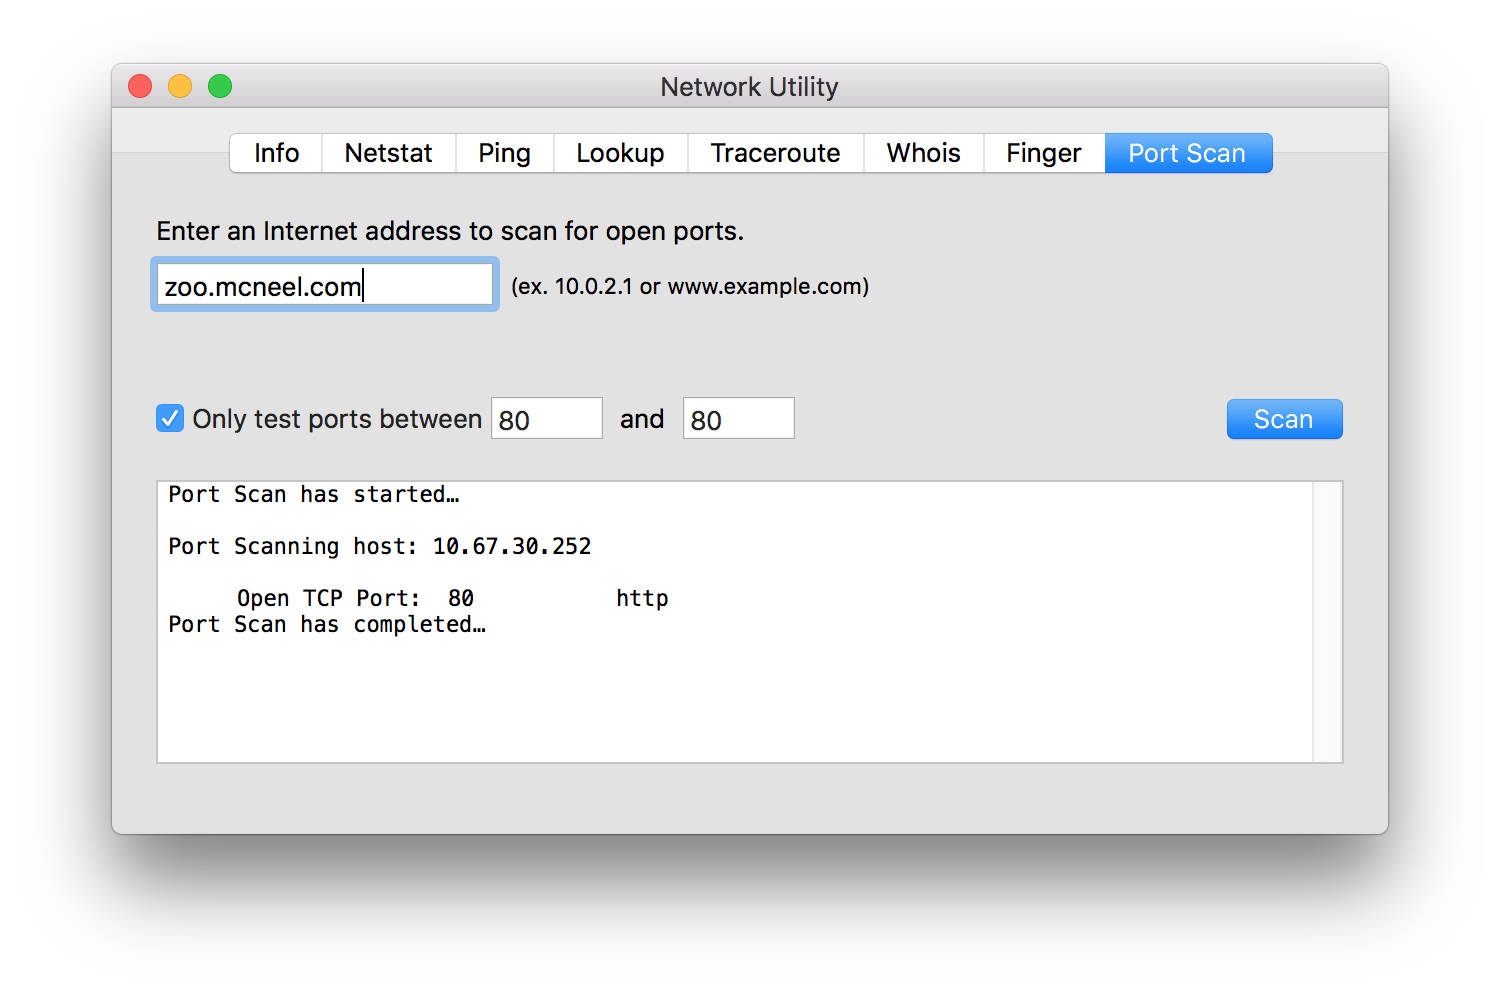 Network Utility
Info Netstat Ping Lookup Traceroute Whois Finger Port Scan
Enter an Internet address to scan for open ports.
zoo.mcneel.com (ex. 10.0.2.1 or www.example.com)
Only test ports between 80 and 80 Scan
Port Scan has started…
Port Scanning host: 10.67.30.252
Open TCP Port: 80 http
Port Scan has completed…